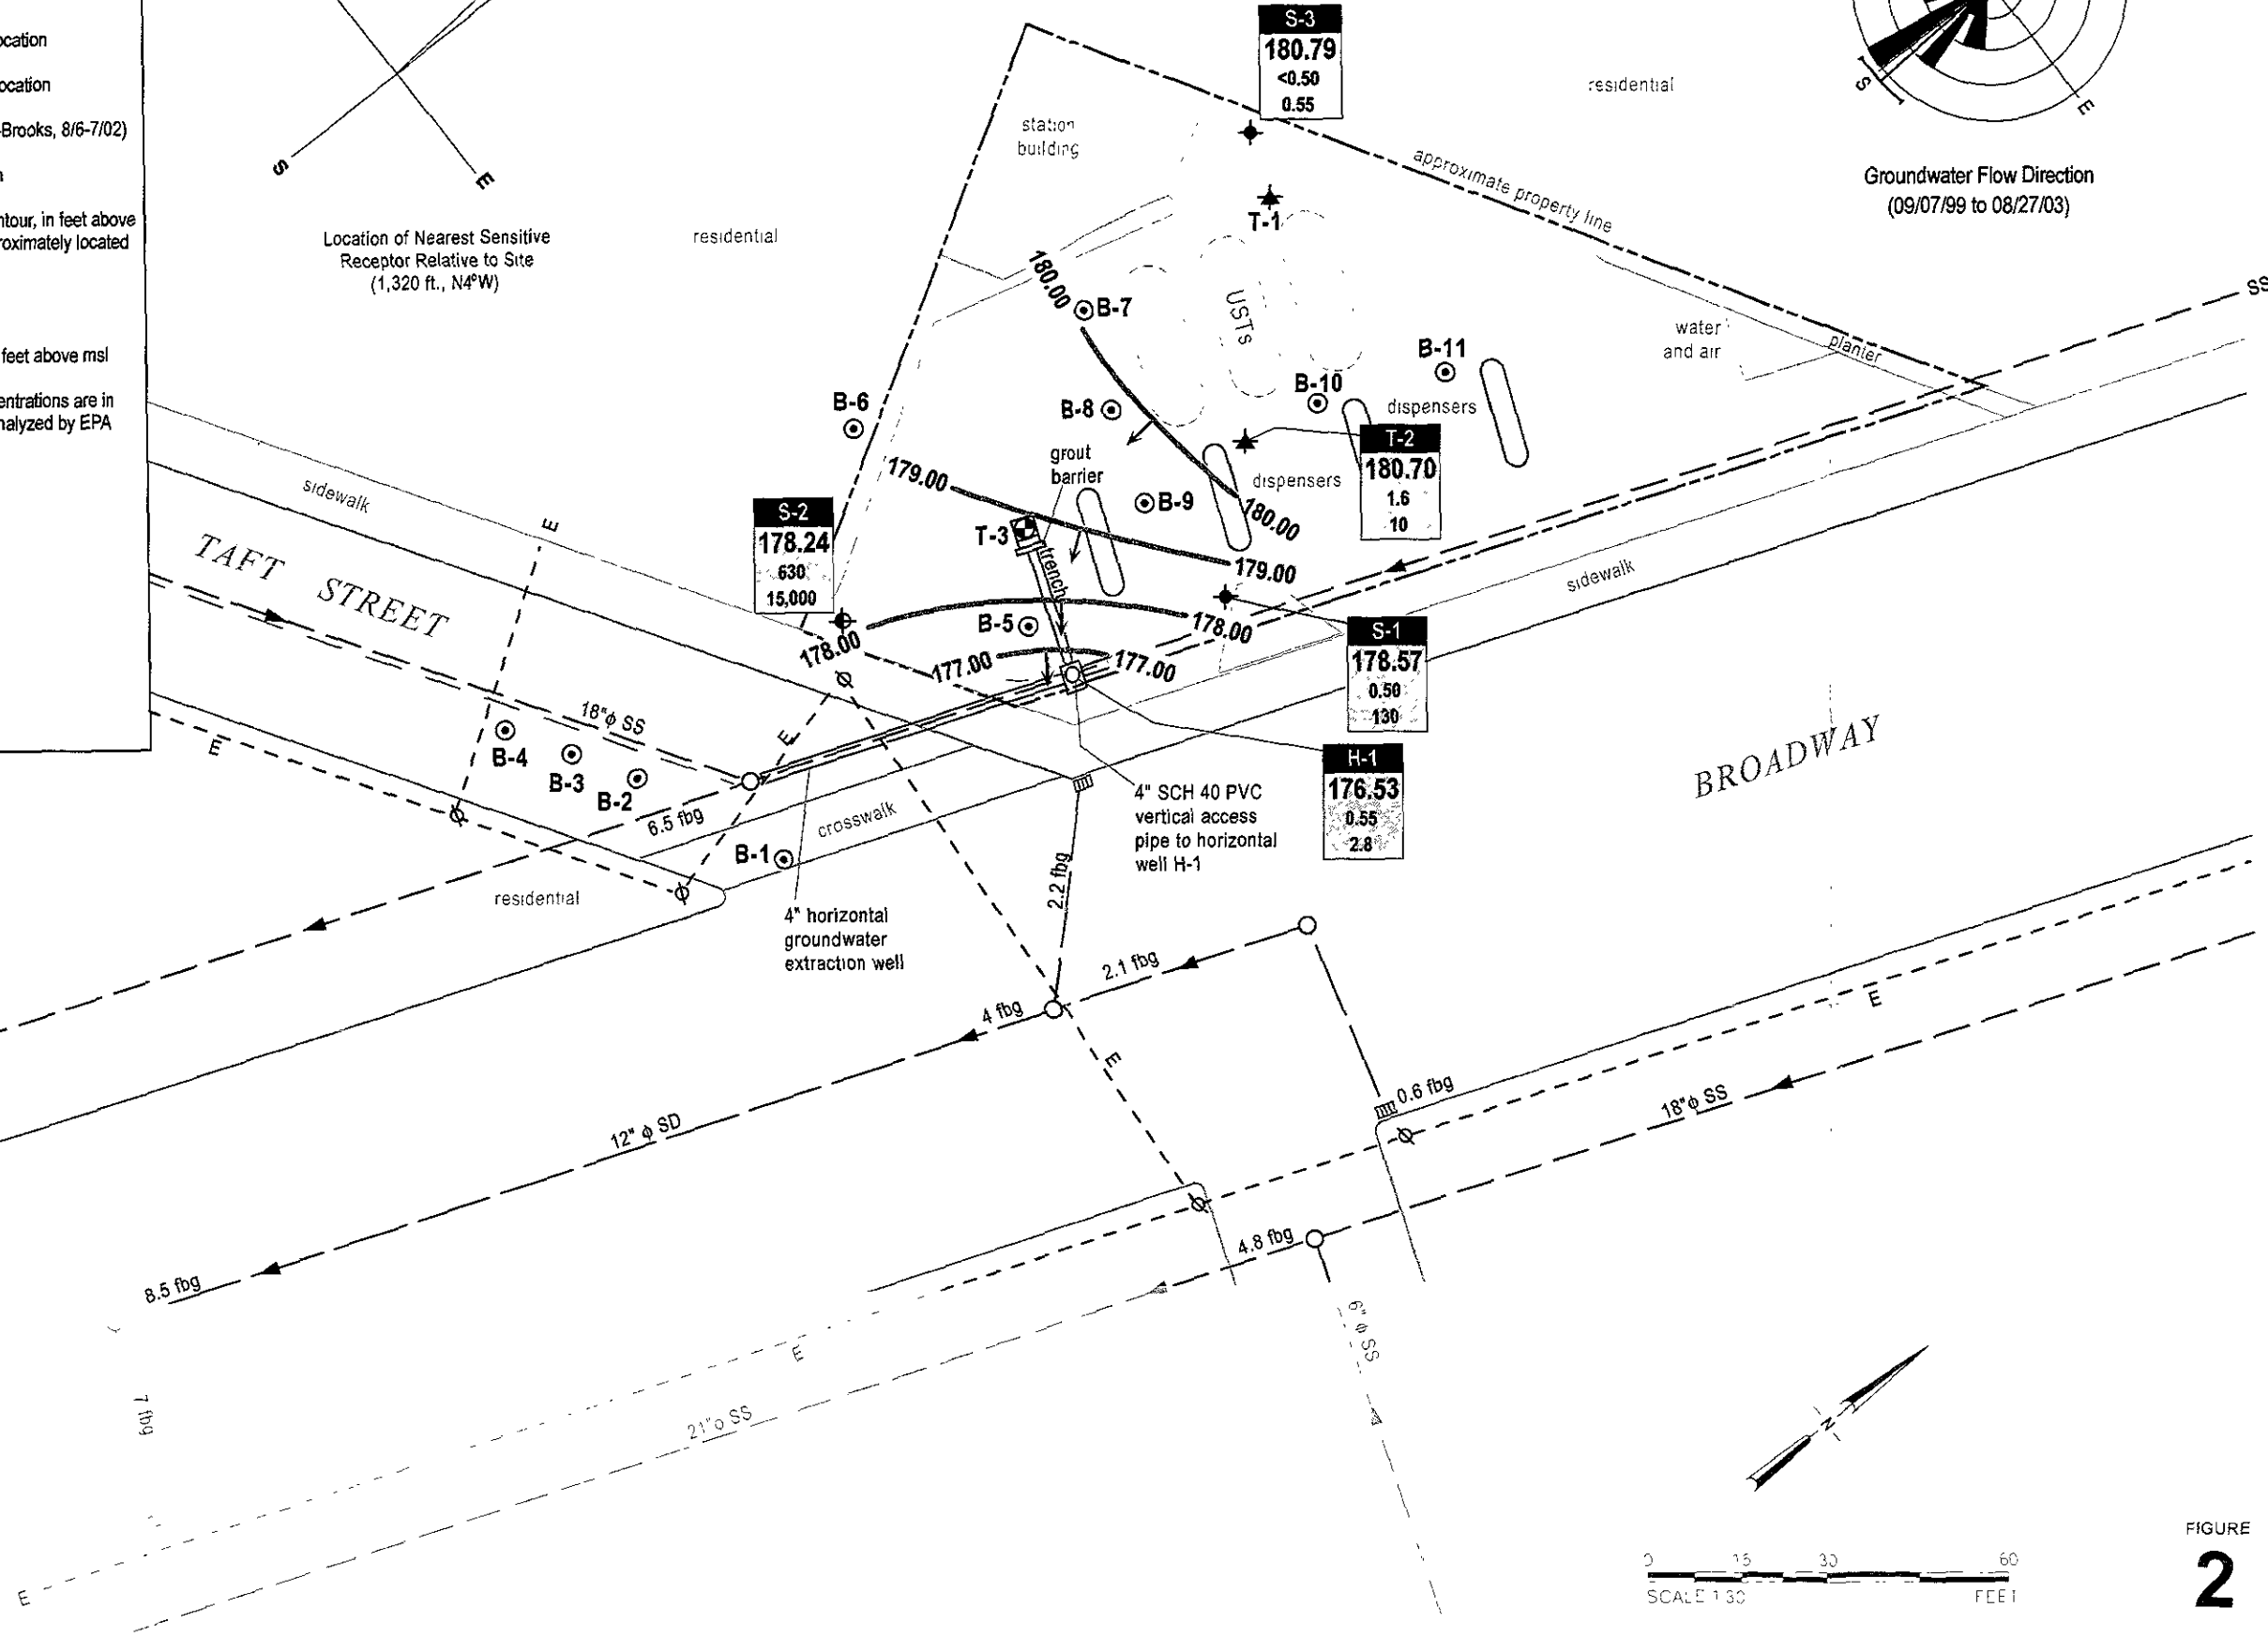 ocation
ocation
-Brooks, 8/6-7/02)
ntour, in feet above
roximately located
feet above msl
entrations are in
nalyzed by EPA
S
E
Location of Nearest Sensitive
Receptor Relative to Site
(1,320 ft., N4°W)
residential
station
building
S-3
180.79
<0.50
0.55
residential
S
E
Groundwater Flow Direction
(09/07/99 to 08/27/03)
approximate property line
T-1
USTs
180.00
B-7
water
and air
planter
SS
B-11
B-10
dispensers
B-6
B-8
T-2
180.70
1.6
10
grout
barrier
179.00
dispensers
B-9
180.00
sidewalk
E
S-2
178.24
630
15,000
T-3
trench
179.00
sidewalk
TAFT STREET
B-5
178.00
178.00
177.00
177.00
S-1
178.57
0.50
130
18"φ SS
E
E
B-4
B-3
B-2
6.5 fbg
crosswalk
B-1
H-1
176.53
0.55
2.8
4" SCH 40 PVC
vertical access
pipe to horizontal
well H-1
BROADWAY
residential
2.2 fbg
4" horizontal
groundwater
extraction well
2.1 fbg
4 fbg
E
E
0.6 fbg
18"φ SS
12" φ SD
4.8 fbg
8.5 fbg
6" φ SS
E
7 fbg
21"φ SS
E
N
0 15 30 60
SCALE 1:30 FEET
FIGURE
2